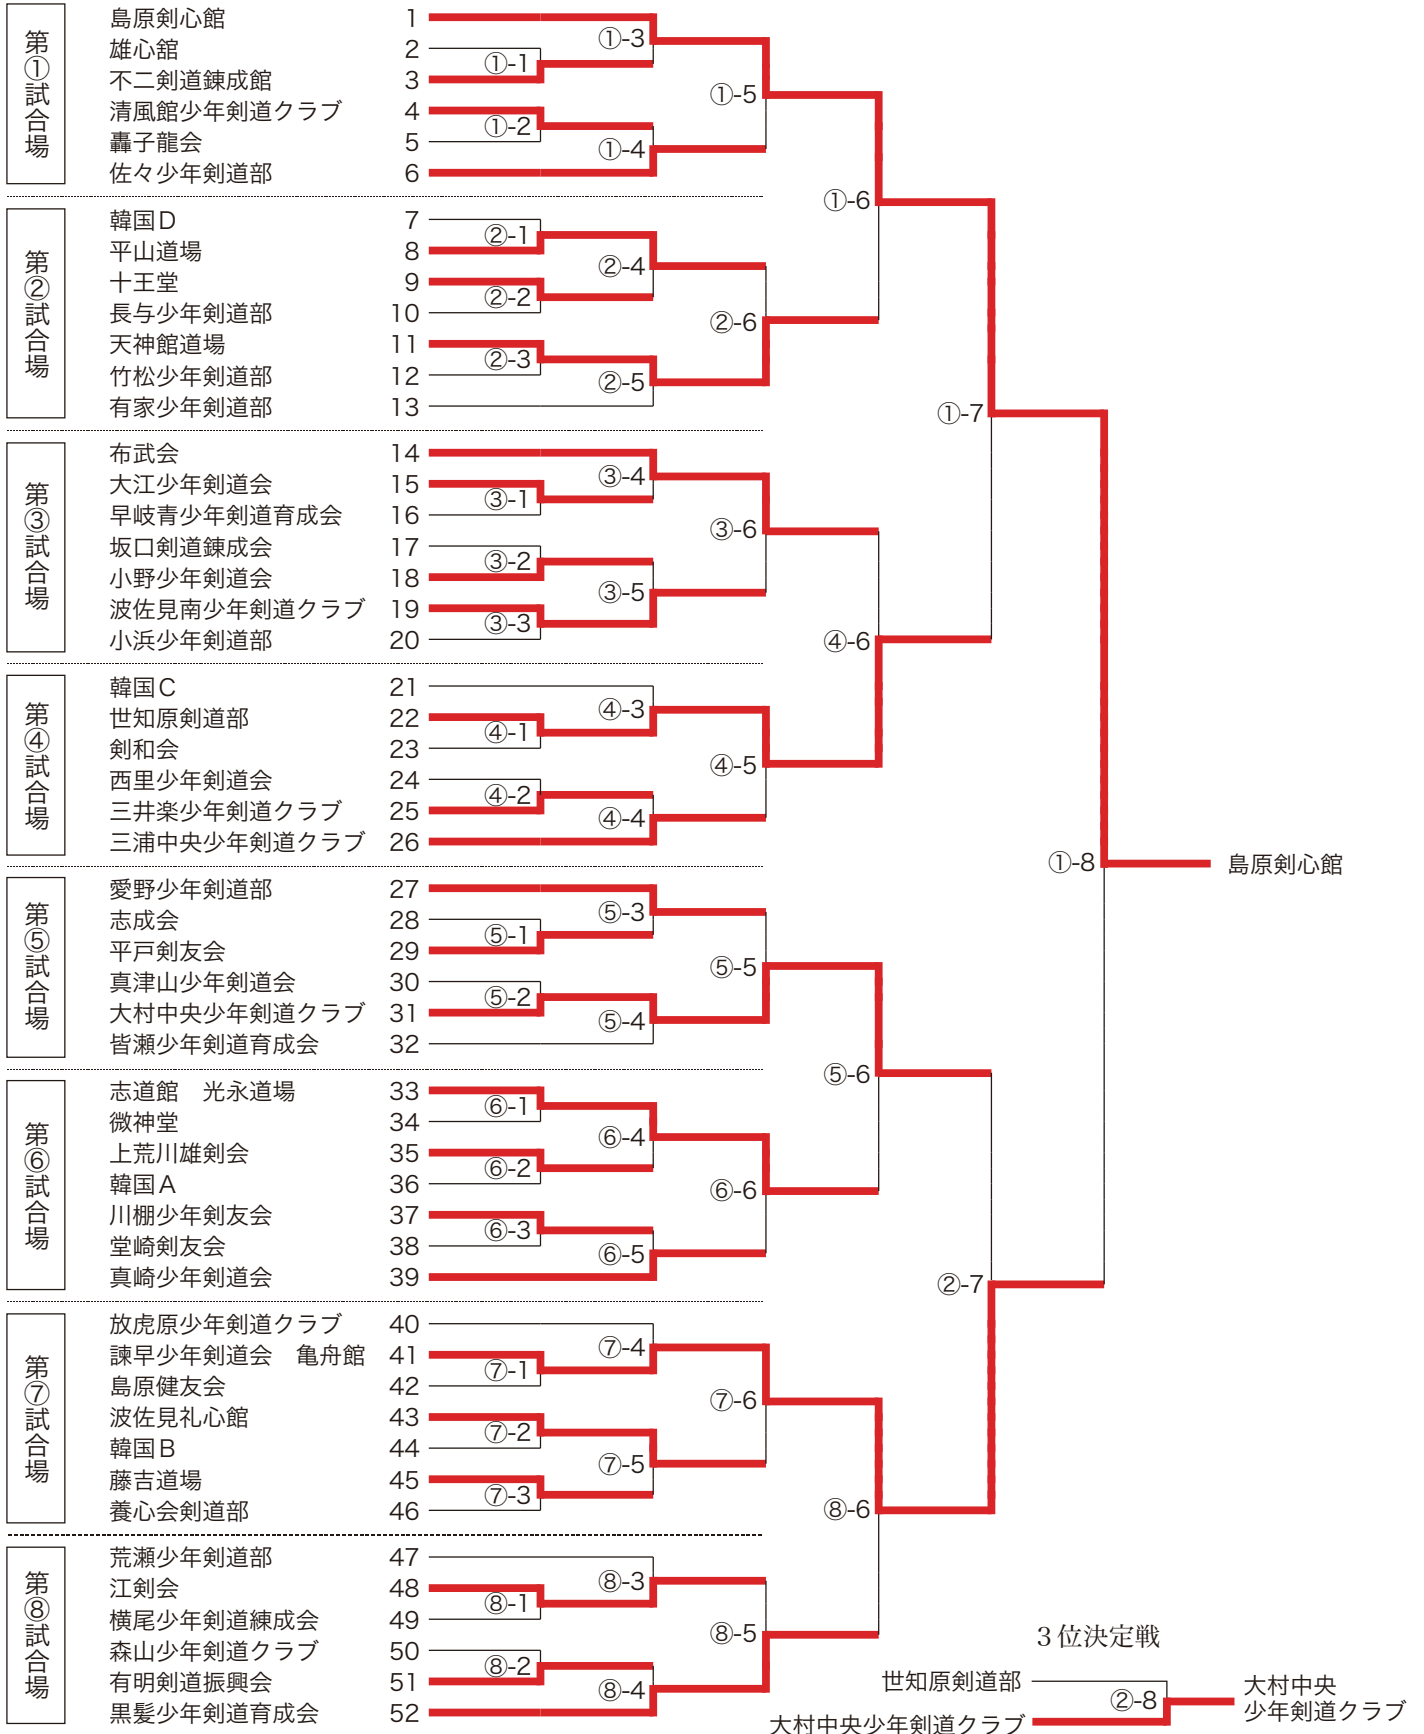 第①試合場
島原剣心館 1
雄心舘 2
不二剣道錬成館 3
清風館少年剣道クラブ 4
轟子龍会 5
佐々少年剣道部 6
①-1
①-2
①-3
①-4
①-5
①-6
第②試合場
韓国D 7
平山道場 8
十王堂 9
長与少年剣道部 10
天神館道場 11
竹松少年剣道部 12
有家少年剣道部 13
②-1
②-2
②-3
②-4
②-5
②-6
①-7
第③試合場
布武会 14
大江少年剣道会 15
早岐青少年剣道育成会 16
坂口剣道錬成会 17
小野少年剣道会 18
波佐見南少年剣道クラブ 19
小浜少年剣道部 20
③-1
③-2
③-3
③-4
③-5
③-6
④-6
第④試合場
韓国C 21
世知原剣道部 22
剣和会 23
西里少年剣道会 24
三井楽少年剣道クラブ 25
三浦中央少年剣道クラブ 26
④-1
④-2
④-3
④-4
④-5
①-8
島原剣心館
第⑤試合場
愛野少年剣道部 27
志成会 28
平戸剣友会 29
真津山少年剣道会 30
大村中央少年剣道クラブ 31
皆瀬少年剣道育成会 32
⑤-1
⑤-2
⑤-3
⑤-4
⑤-5
⑤-6
第⑥試合場
志道館 光永道場 33
微神堂 34
上荒川雄剣会 35
韓国A 36
川棚少年剣友会 37
堂崎剣友会 38
真崎少年剣道会 39
⑥-1
⑥-2
⑥-3
⑥-4
⑥-5
⑥-6
②-7
第⑦試合場
放虎原少年剣道クラブ 40
諫早少年剣道会 亀舟館 41
島原健友会 42
波佐見礼心館 43
韓国B 44
藤吉道場 45
養心会剣道部 46
⑦-1
⑦-2
⑦-3
⑦-4
⑦-5
⑦-6
⑧-6
第⑧試合場
荒瀬少年剣道部 47
江剣会 48
横尾少年剣道練成会 49
森山少年剣道クラブ 50
有明剣道振興会 51
黒髪少年剣道育成会 52
⑧-1
⑧-2
⑧-3
⑧-4
⑧-5
3位決定戦
世知原剣道部
大村中央少年剣道クラブ
②-8
大村中央
少年剣道クラブ